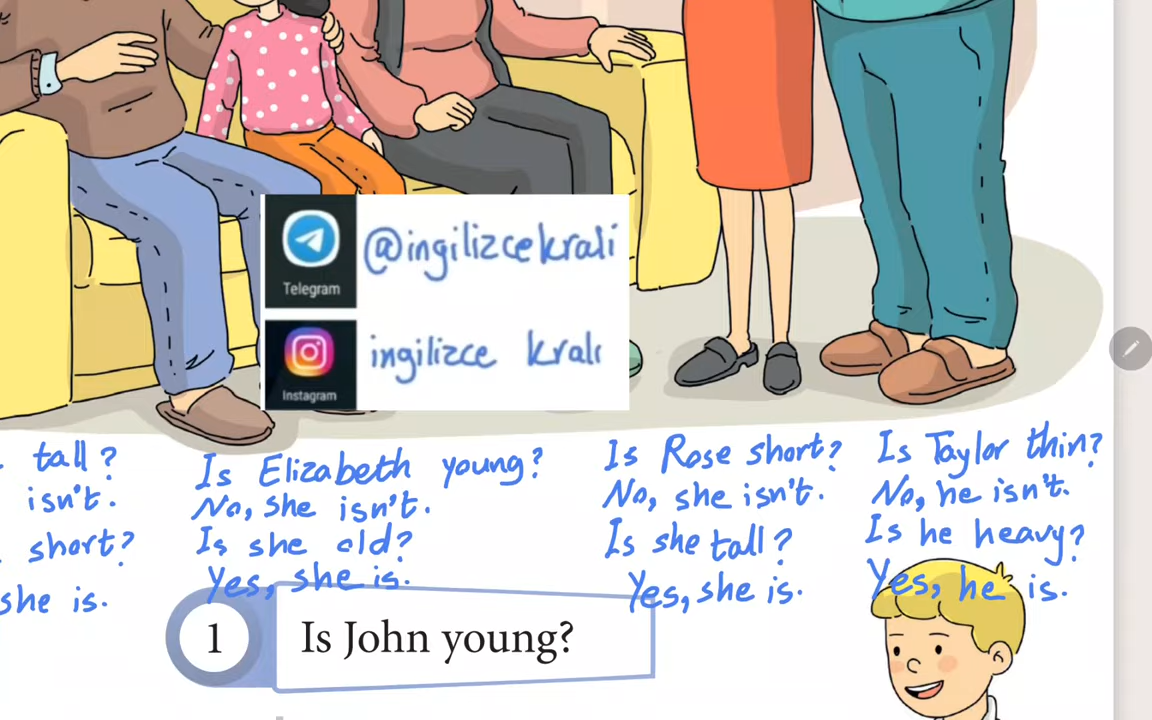 Telegram
@ingilizcekrali
Instagram
ingilizce kralı
tall?
isn't.
short?
she is.
Is Elizabeth young?
No, she isn't.
Is she old?
Yes, she is.
Is Rose short?
No, she isn't.
Is she tall?
Yes, she is.
Is Taylor thin?
No, he isn't.
Is he heavy?
Yes, he is.
1
Is John young?